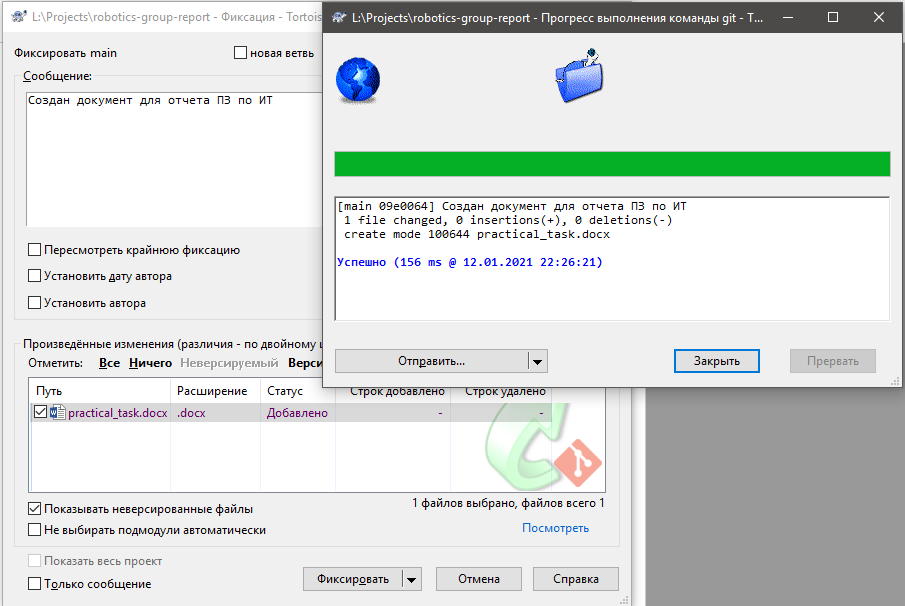 L:\Projects\robotics-group-report - Фиксация - Tortois
Фиксировать main
новая ветвь
Сообщение:
Создан документ для отчета ПЗ по ИТ
Пересмотреть крайнюю фиксацию
Установить дату автора
Установить автора
Произведённые изменения (различия - по двойному
Отметить: Все Ничего Неверсируемый Верси
Путь Расширение Статус Строк добавлено Строк удалено
practical_task.docx .docx Добавлено - -
Показывать неверсированные файлы
1 файлов выбрано, файлов всего 1
Не выбирать подмодули автоматически
Посмотреть
Показать весь проект
Только сообщение
Фиксировать
Отмена
Справка
L:\Projects\robotics-group-report - Прогресс выполнения команды git - T...
[main 09e0064] Создан документ для отчета ПЗ по ИТ
1 file changed, 0 insertions(+), 0 deletions(-)
create mode 100644 practical_task.docx
Успешно (156 ms @ 12.01.2021 22:26:21)
Отправить...
Закрыть
Прервать